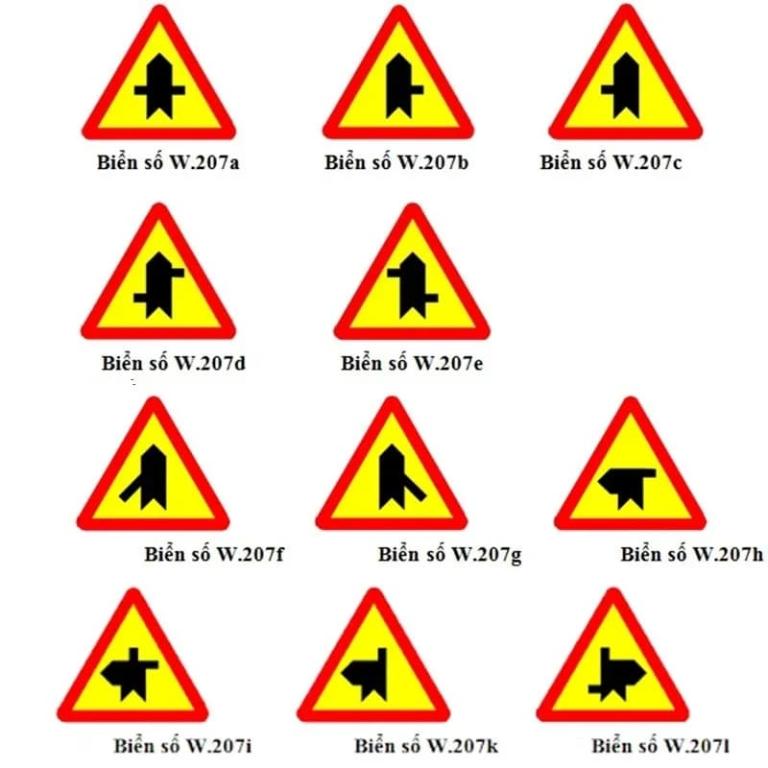 Biển số W.207a
Biển số W.207b
Biển số W.207c
Biển số W.207d
Biển số W.207e
Biển số W.207f
Biển số W.207g
Biển số W.207h
Biển số W.207i
Biển số W.207k
Biển số W.207l